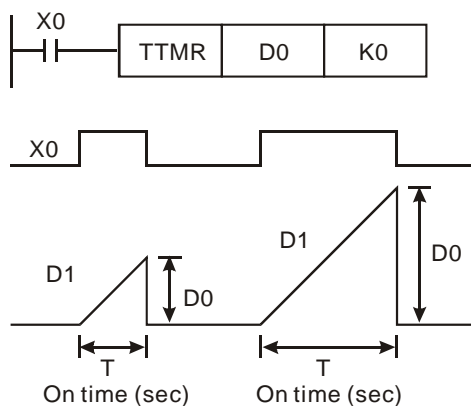 X0
TTMR D0 K0
X0
D1 D0 D1 D0
T T
On time (sec) On time (sec)